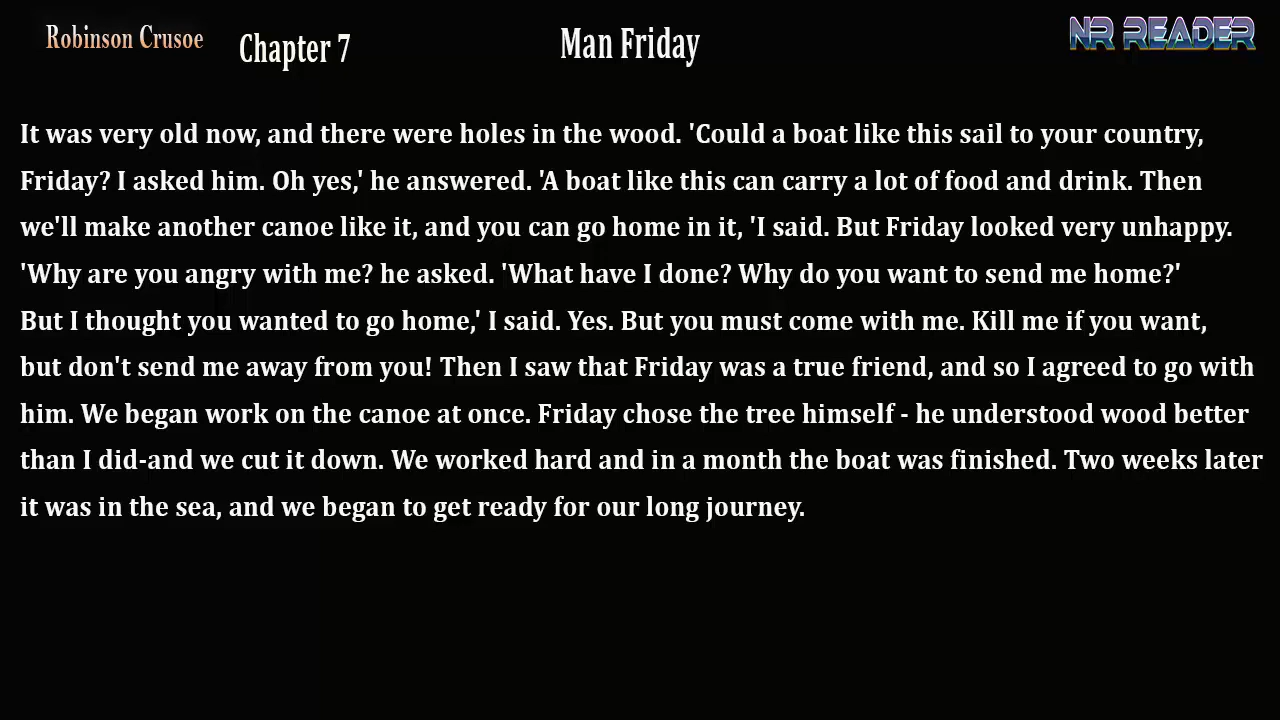 Robinson Crusoe
Chapter 7
Man Friday
NR READER
It was very old now, and there were holes in the wood. 'Could a boat like this sail to your country,
Friday? I asked him. Oh yes,' he answered. 'A boat like this can carry a lot of food and drink. Then
we'll make another canoe like it, and you can go home in it, 'I said. But Friday looked very unhappy.
'Why are you angry with me? he asked. 'What have I done? Why do you want to send me home?'
But I thought you wanted to go home,' I said. Yes. But you must come with me. Kill me if you want,
but don't send me away from you! Then I saw that Friday was a true friend, and so I agreed to go with
him. We began work on the canoe at once. Friday chose the tree himself - he understood wood better
than I did-and we cut it down. We worked hard and in a month the boat was finished. Two weeks later
it was in the sea, and we began to get ready for our long journey.